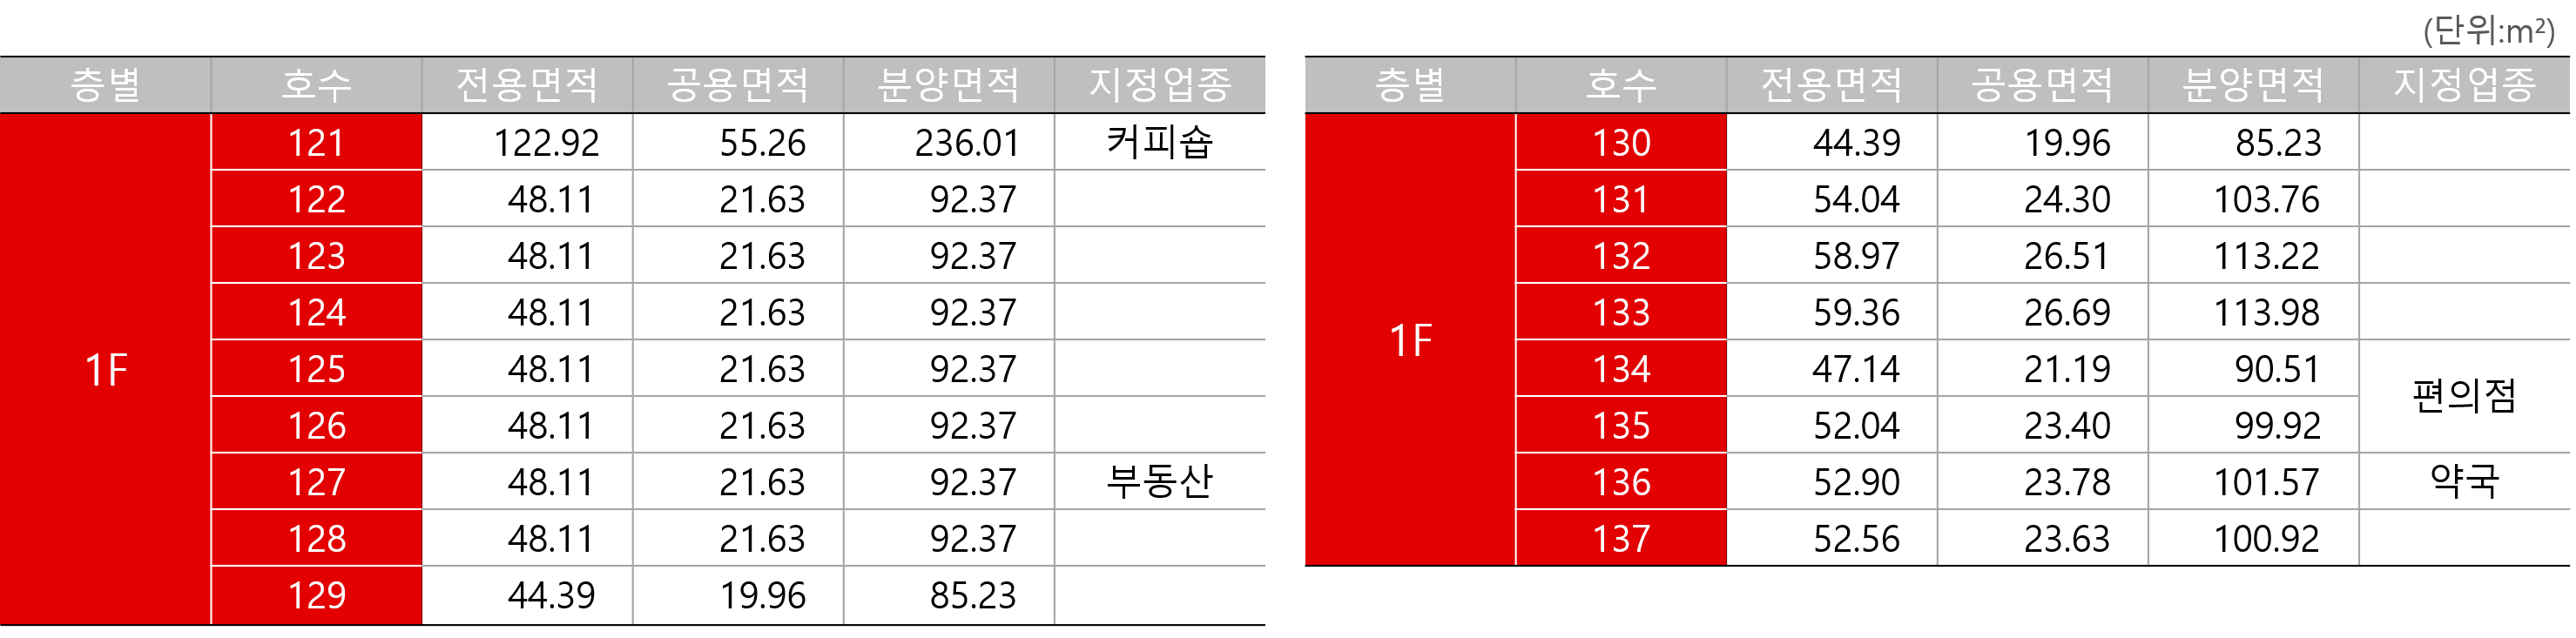 (단위:m²)
층별 호수 전용면적 공용면적 분양면적 지정업종
1F
121 122.92 55.26 236.01 커피숍
122 48.11 21.63 92.37
123 48.11 21.63 92.37
124 48.11 21.63 92.37
125 48.11 21.63 92.37
126 48.11 21.63 92.37
127 48.11 21.63 92.37 부동산
128 48.11 21.63 92.37
129 44.39 19.96 85.23
층별 호수 전용면적 공용면적 분양면적 지정업종
1F
130 44.39 19.96 85.23
131 54.04 24.30 103.76
132 58.97 26.51 113.22
133 59.36 26.69 113.98
134 47.14 21.19 90.51 편의점
135 52.04 23.40 99.92
136 52.90 23.78 101.57 약국
137 52.56 23.63 100.92